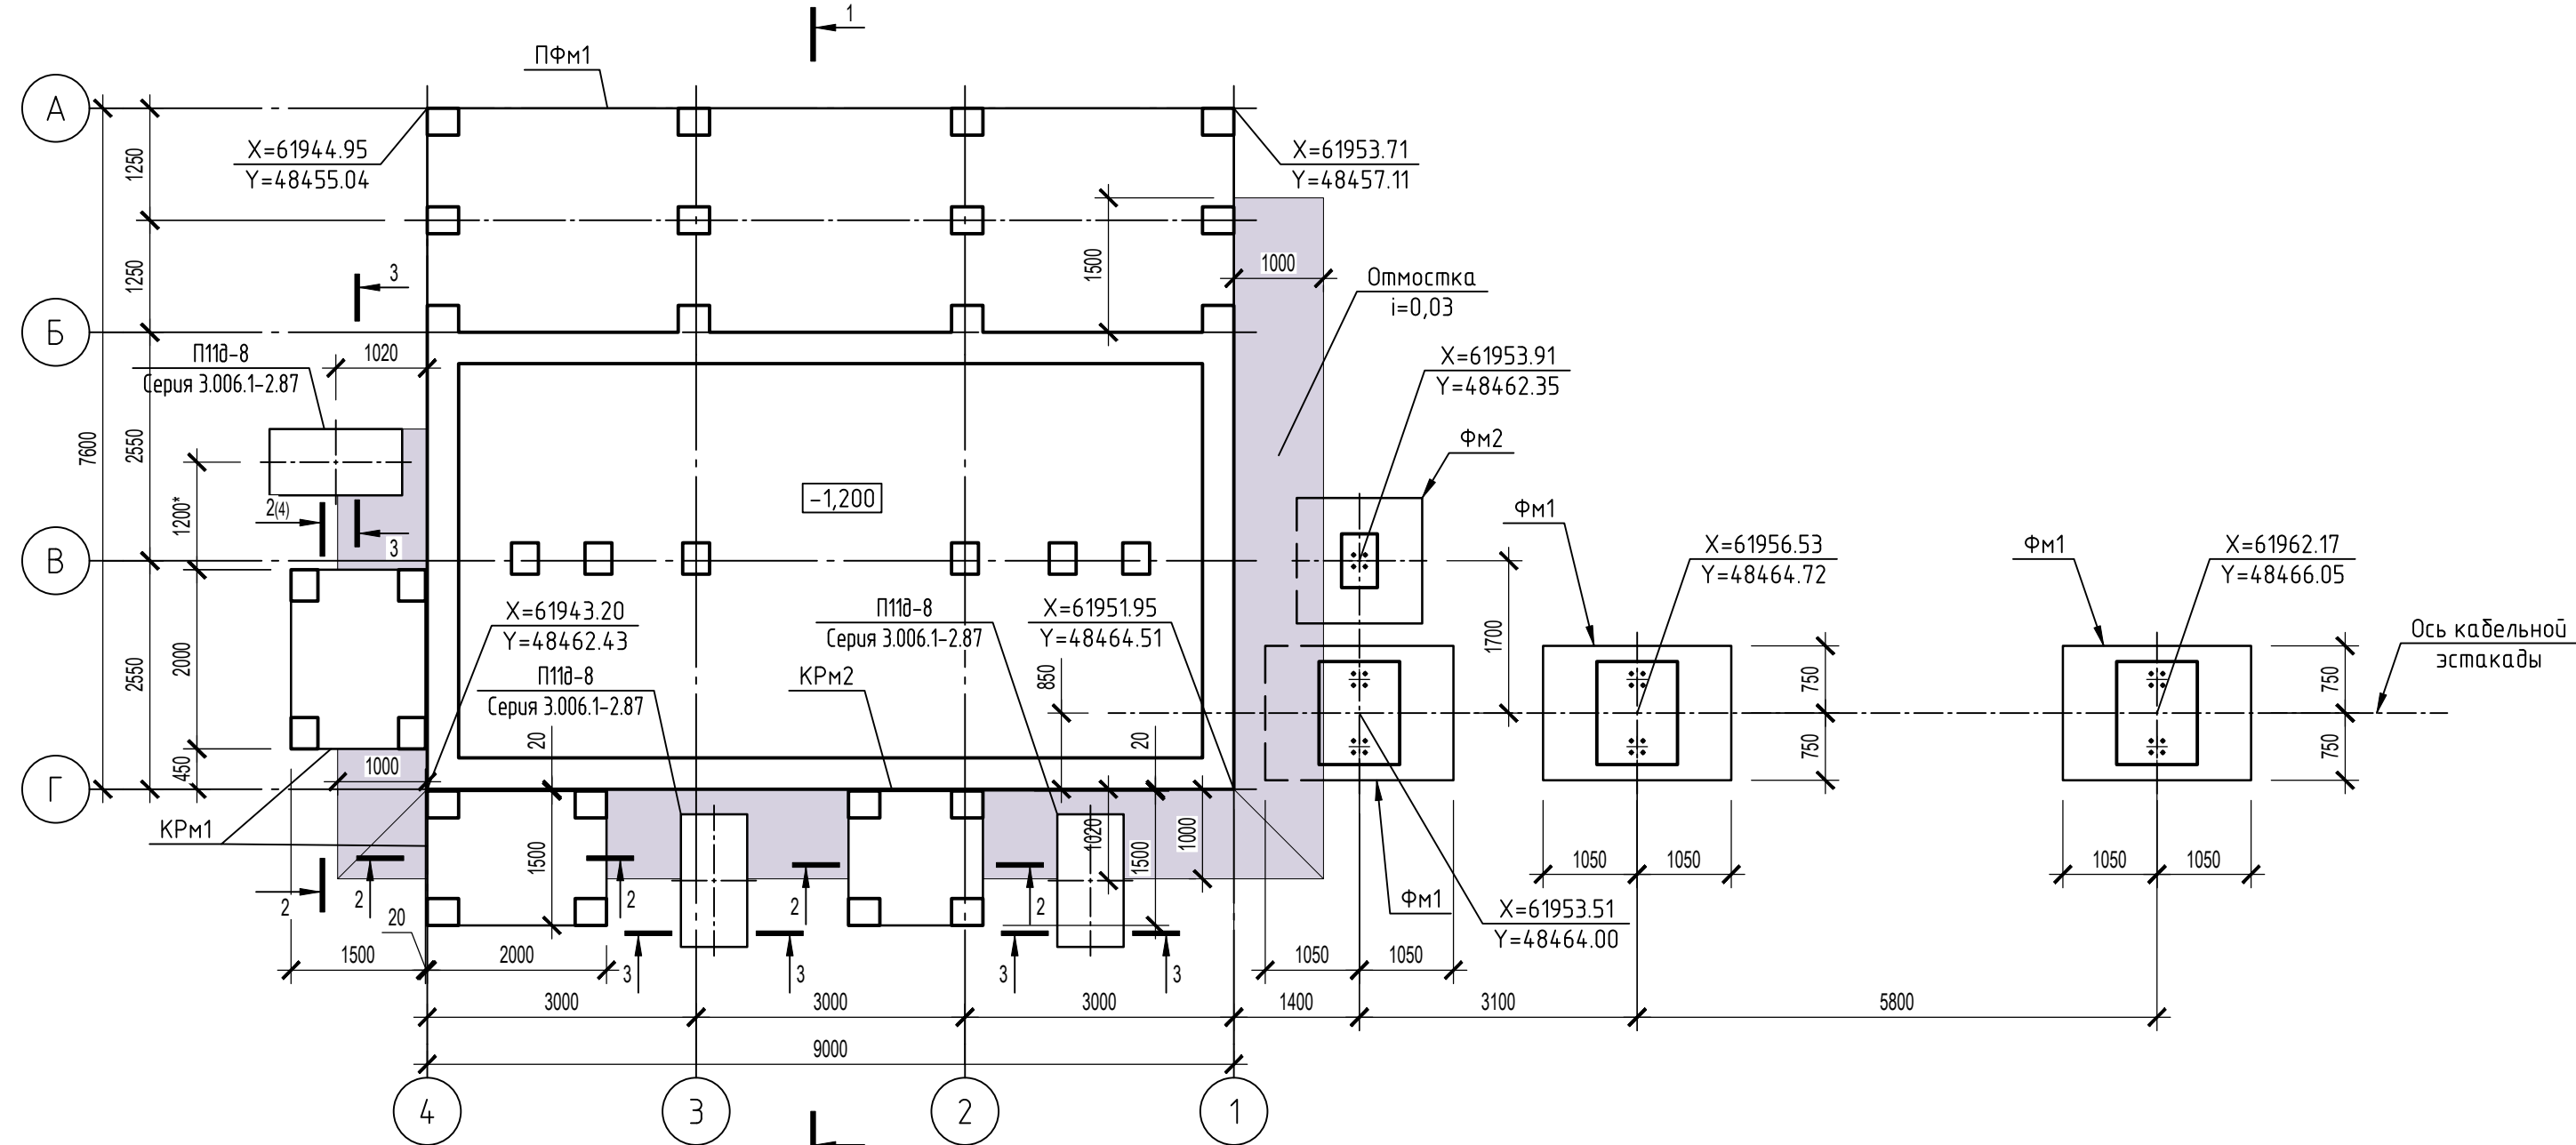 1
ПФм1
А
X=61944.95
Y=48455.04
X=61953.71
Y=48457.11
1250
1250
1500
1000
Отмостка
i=0,03
3
Б
П11д-8
Серия 3.006.1-2.87
1020
X=61953.91
Y=48462.35
Фм2
7600
2550
1200*
2(4)
3
-1,200
Фм1
X=61956.53
Y=48464.72
Фм1
X=61962.17
Y=48466.05
В
X=61943.20
Y=48462.43
П11д-8
Серия 3.006.1-2.87
X=61951.95
Y=48464.51
1700
Ось кабельной
эстакады
2550
2000
П11д-8
Серия 3.006.1-2.87
КРм2
850
750
750
750
750
20
20
450
1000
Г
КРм1
1500
1020
1500
1000
1050
1050
1050
1050
2
2
2
2
2
20
Фм1
X=61953.51
Y=48464.00
1500
2000
3
3
3
3
1050
1050
3000
3000
3000
1400
3100
5800
9000
4
3
2
1